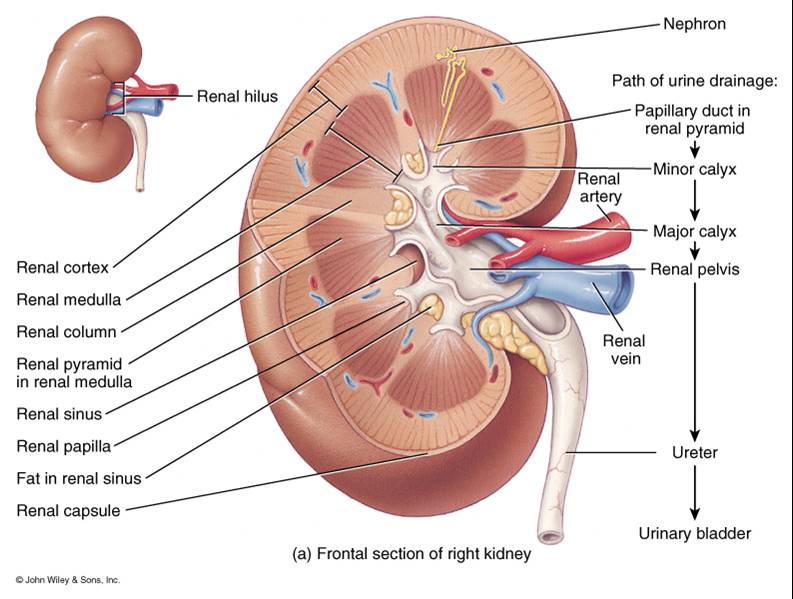 Nephron
Renal hilus
Path of urine drainage:
Papillary duct in
renal pyramid
Minor calyx
Renal
artery
Major calyx
Renal pelvis
Renal cortex
Renal medulla
Renal column
Renal pyramid
in renal medulla
Renal sinus
Renal papilla
Fat in renal sinus
Renal capsule
Renal
vein
Ureter
Urinary bladder
(a) Frontal section of right kidney
© John Wiley & Sons, Inc.